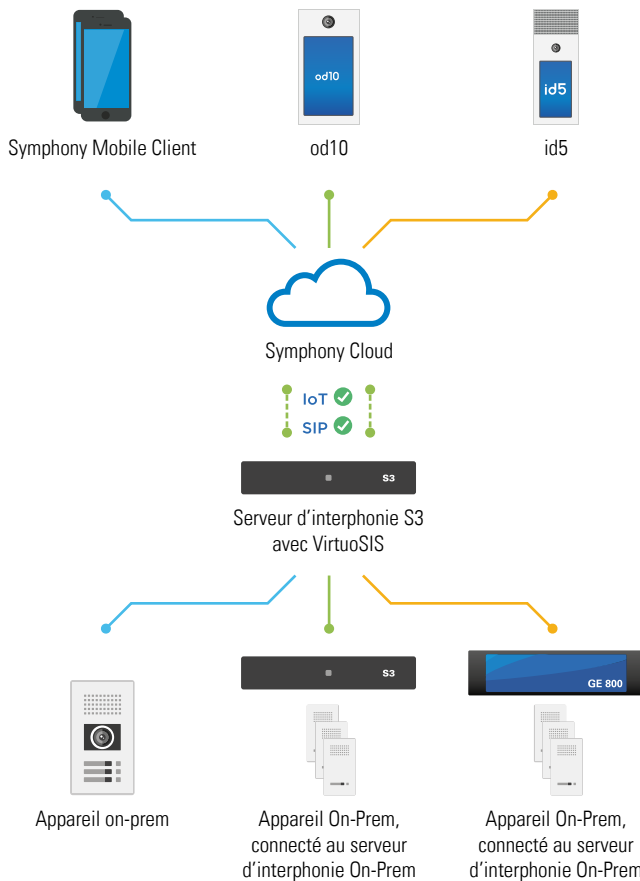 od10
id5
Symphony Mobile Client
od10
id5
Symphony Cloud
IoT
SIP
S3
Serveur d'interphonie S3
avec VirtuoSIS
S3
GE 800
Appareil on-prem
Appareil On-Prem,
connecté au serveur
d'interphonie On-Prem
Appareil On-Prem,
connecté au serveur
d'interphonie On-Prem